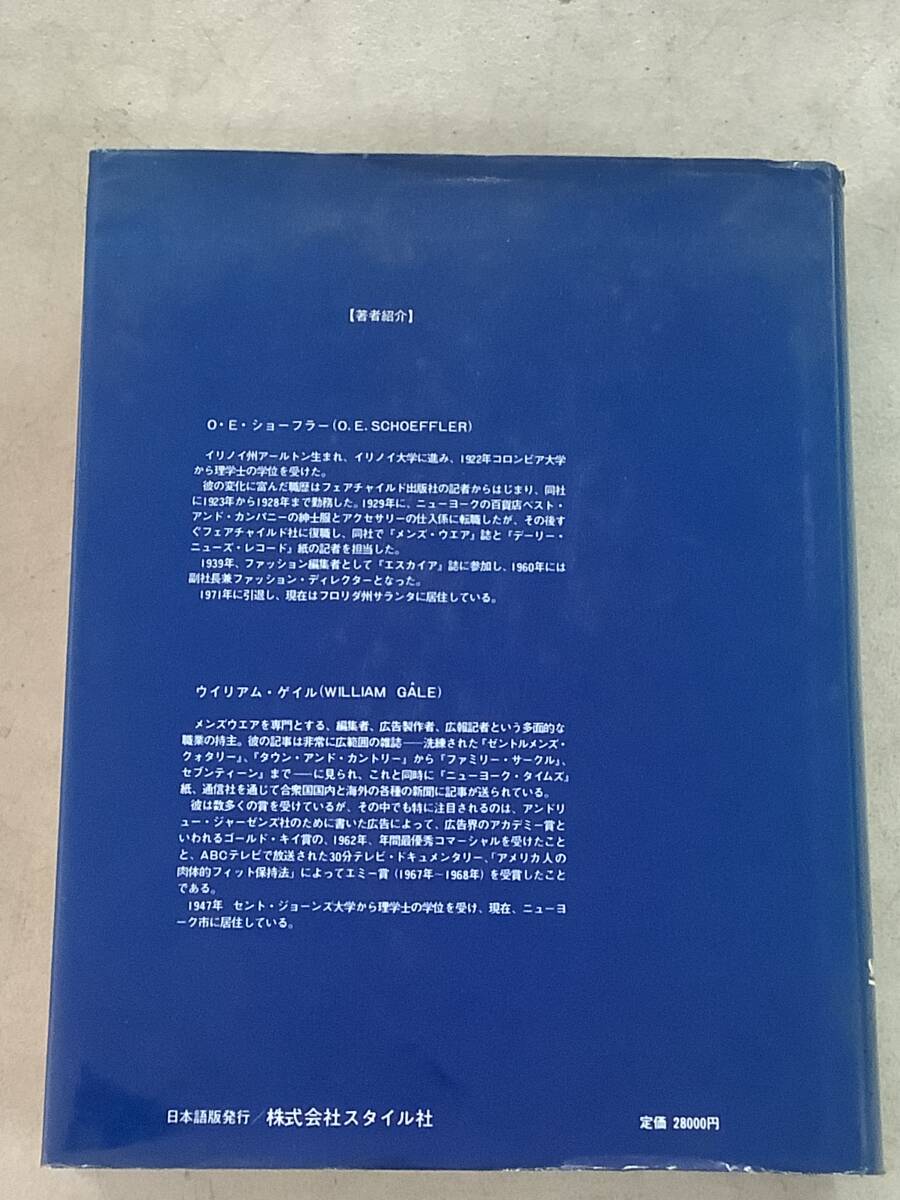 【著者紹介】
O・E・ショーフラー(O. E. SCHOEFFLER)
イリノイ州アールトン生まれ、イリノイ大学に進み、1922年コロンビア大学
から理学士の学位を受けた。
彼の変化に富んだ職歴はフェアチャイルド出版社の記者からはじまり、同社
に1923年から1928年まで勤務した。1929年に、ニューヨークの百貨店ベスト・
アンド・カンパニーの紳士服とアクセサリーの仕入係に転職したが、その後す
ぐフェアチャイルド社に復職し、同社で『メンズ・ウエア』誌と『デーリー・
ニューズ・レコード』紙の記者を担当した。
1939年、ファッション編集者として『エスカイア』誌に参加し、1960年には
副社長兼ファッション・ディレクターとなった。
1971年に引退し、現在はフロリダ州サランタに居住している。
ウイリアム・ゲイル(WILLIAM GALE)
メンズウエアを専門とする、編集者、広告製作者、広報記者という多面的な
職業の持主。彼の記事は非常に広範囲の雑誌——洗練された『ゼントルメンズ・
クォタリー』、『タウン・アンド・カントリー』から『ファミリー・サークル』、
セブンティーン』まで——に見られ、これと同時に『ニューヨーク・タイムズ』
紙、通信社を通じて合衆国国内と海外の各種の新聞に記事が送られている。
彼は数多くの賞を受けているが、その中でも特に注目されるのは、アンドリ
ュー・ジャーゼンズ社のために書いた広告によって、広告界のアカデミー賞と
いわれるゴールド・キイ賞の、1962年、年間最優秀コマーシャルを受けたこと
と、ABCテレビで放送された30分テレビ・ドキュメンタリー、「アメリカ人の
肉体的フィット保持法」によってエミー賞（1967年～1968年）を受賞したこと
である。
1947年 セント・ジョーンズ大学から理学士の学位を受け、現在、ニューヨ
ーク市に居住している。
日本語版発行／株式会社スタイル社
定価 28000円